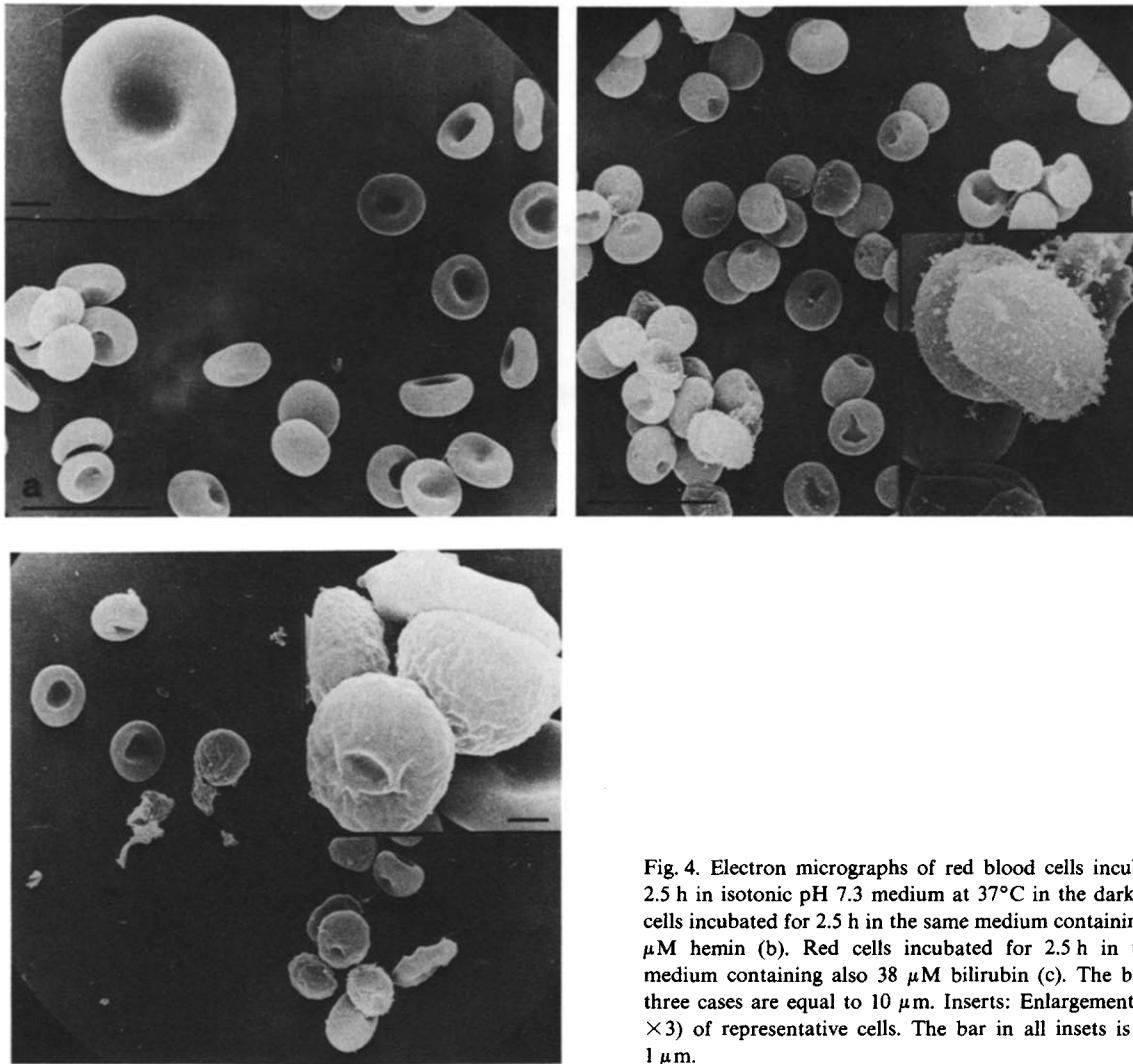 a
Fig. 4. Electron micrographs of red blood cells incu
2.5 h in isotonic pH 7.3 medium at 37°C in the dark
cells incubated for 2.5 h in the same medium containin
μM hemin (b). Red cells incubated for 2.5 h in
medium containing also 38 μM bilirubin (c). The b
three cases are equal to 10 μm. Inserts: Enlargement
×3) of representative cells. The bar in all insets is
1 μm.